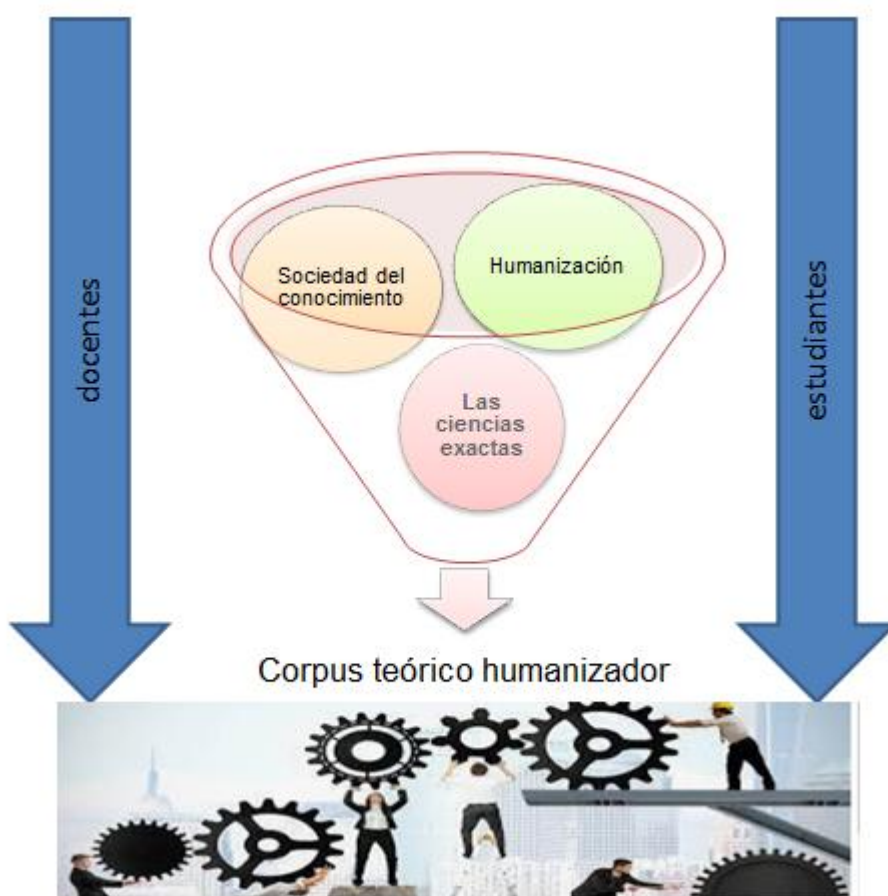 docentes
Sociedad del
conocimiento
Humanización
Las
ciencias
exactas
estudiantes
Corpus teórico humanizador